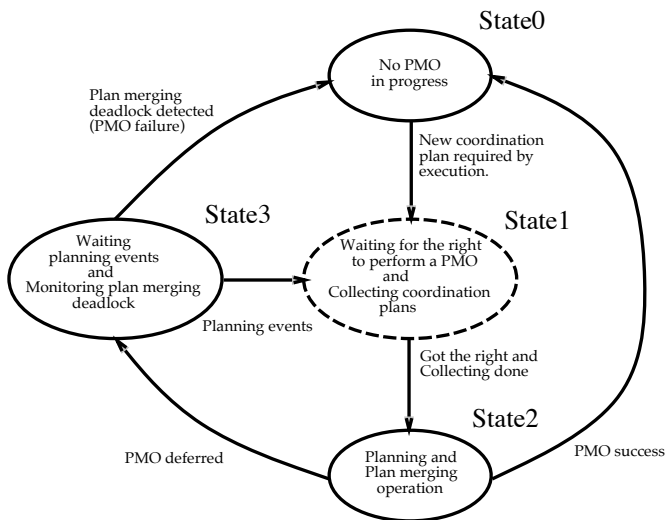 State0
No PMO
in progress
Plan merging
deadlock detected
(PMO failure)
New coordination
plan required by
execution.
State3
State1
Waiting
planning events
and
Monitoring plan merging
deadlock
Waiting for the right
to perform a PMO
and
Collecting coordination
plans
Planning events
Got the right and
Collecting done
State2
PMO deferred
Planning and
Plan merging
operation
PMO success